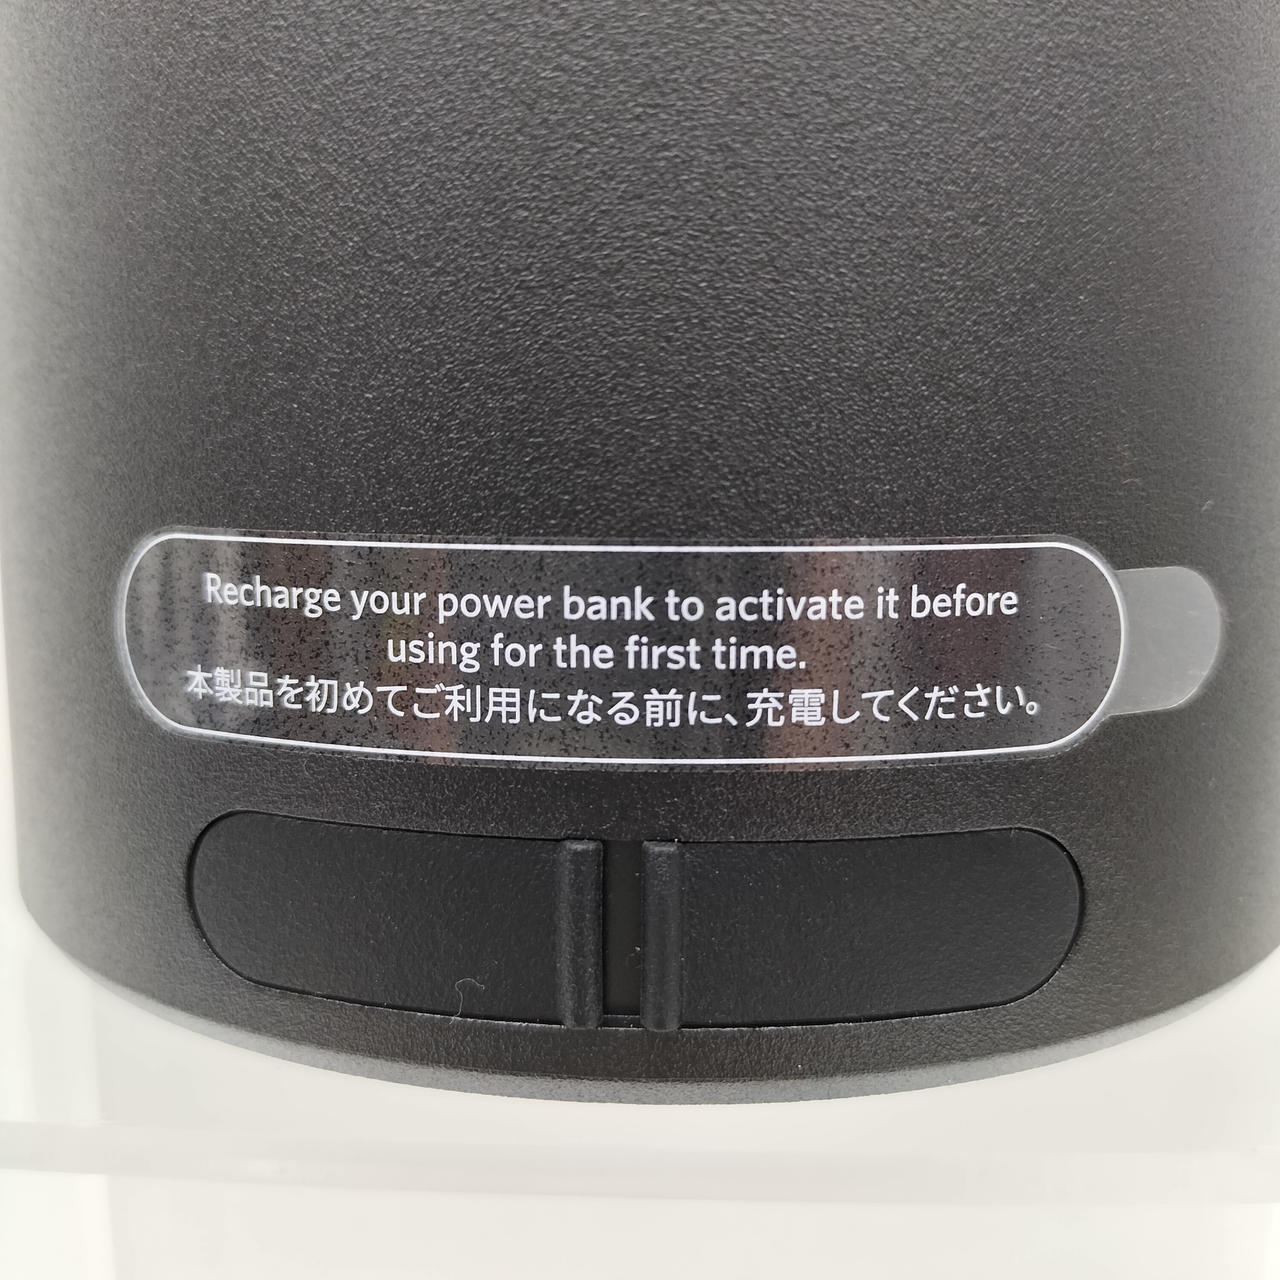 Recharge your power bank to activate it before
using for the first time.
本製品を初めてご利用になる前に、充電してください。